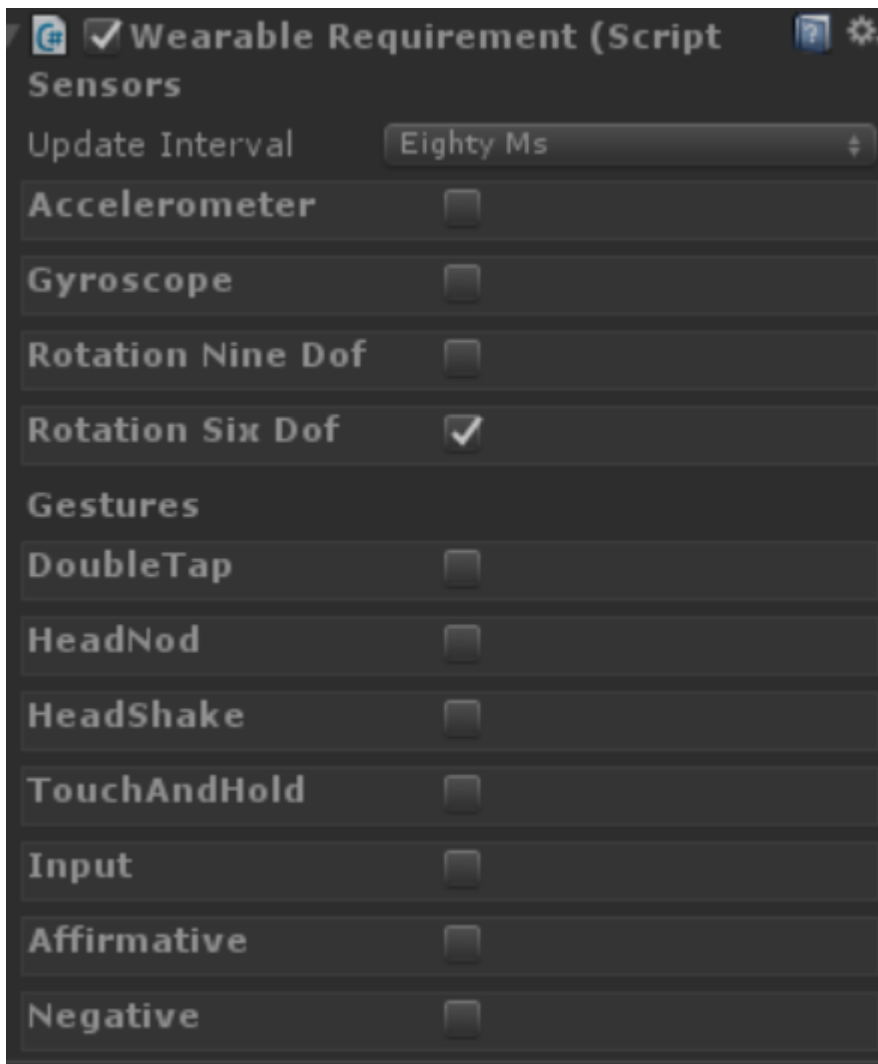 Wearable Requirement (Script
Sensors
Update Interval Eighty Ms
Accelerometer
Gyroscope
Rotation Nine Dof
Rotation Six Dof
Gestures
DoubleTap
HeadNod
HeadShake
TouchAndHold
Input
Affirmative
Negative